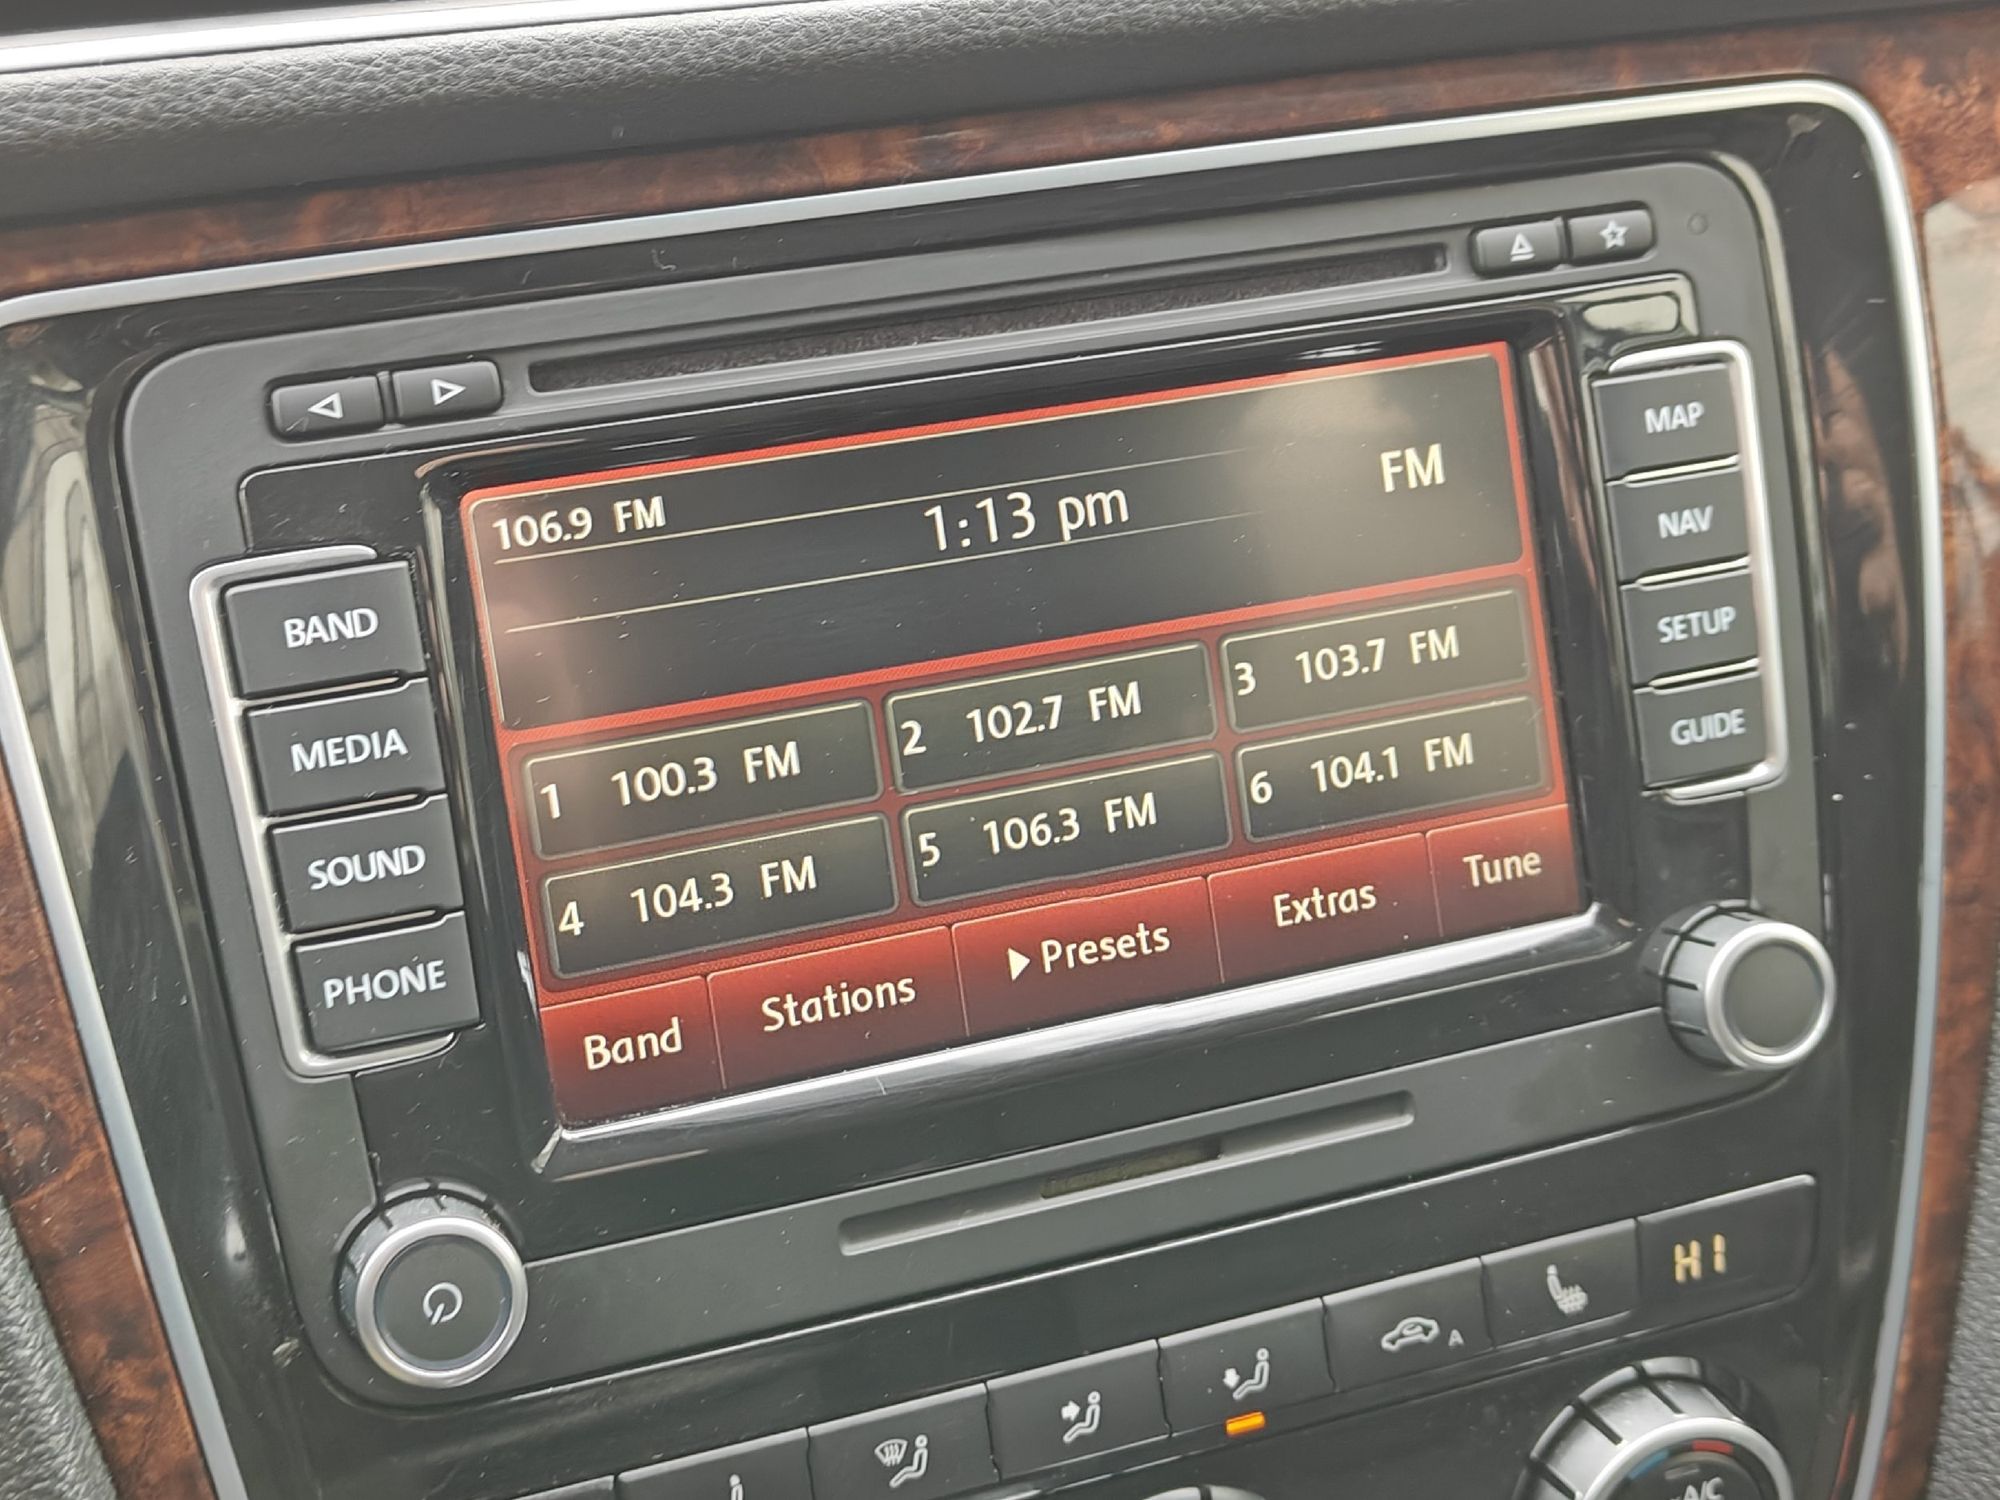 106.9 FM
1:13 pm
FM
1 100.3 FM
2 102.7 FM
3 103.7 FM
4 104.3 FM
5 106.3 FM
6 104.1 FM
Band
Stations
Presets
Extras
Tune
BAND
MEDIA
SOUND
PHONE
MAP
NAV
SETUP
GUIDE
HI
A
A/C